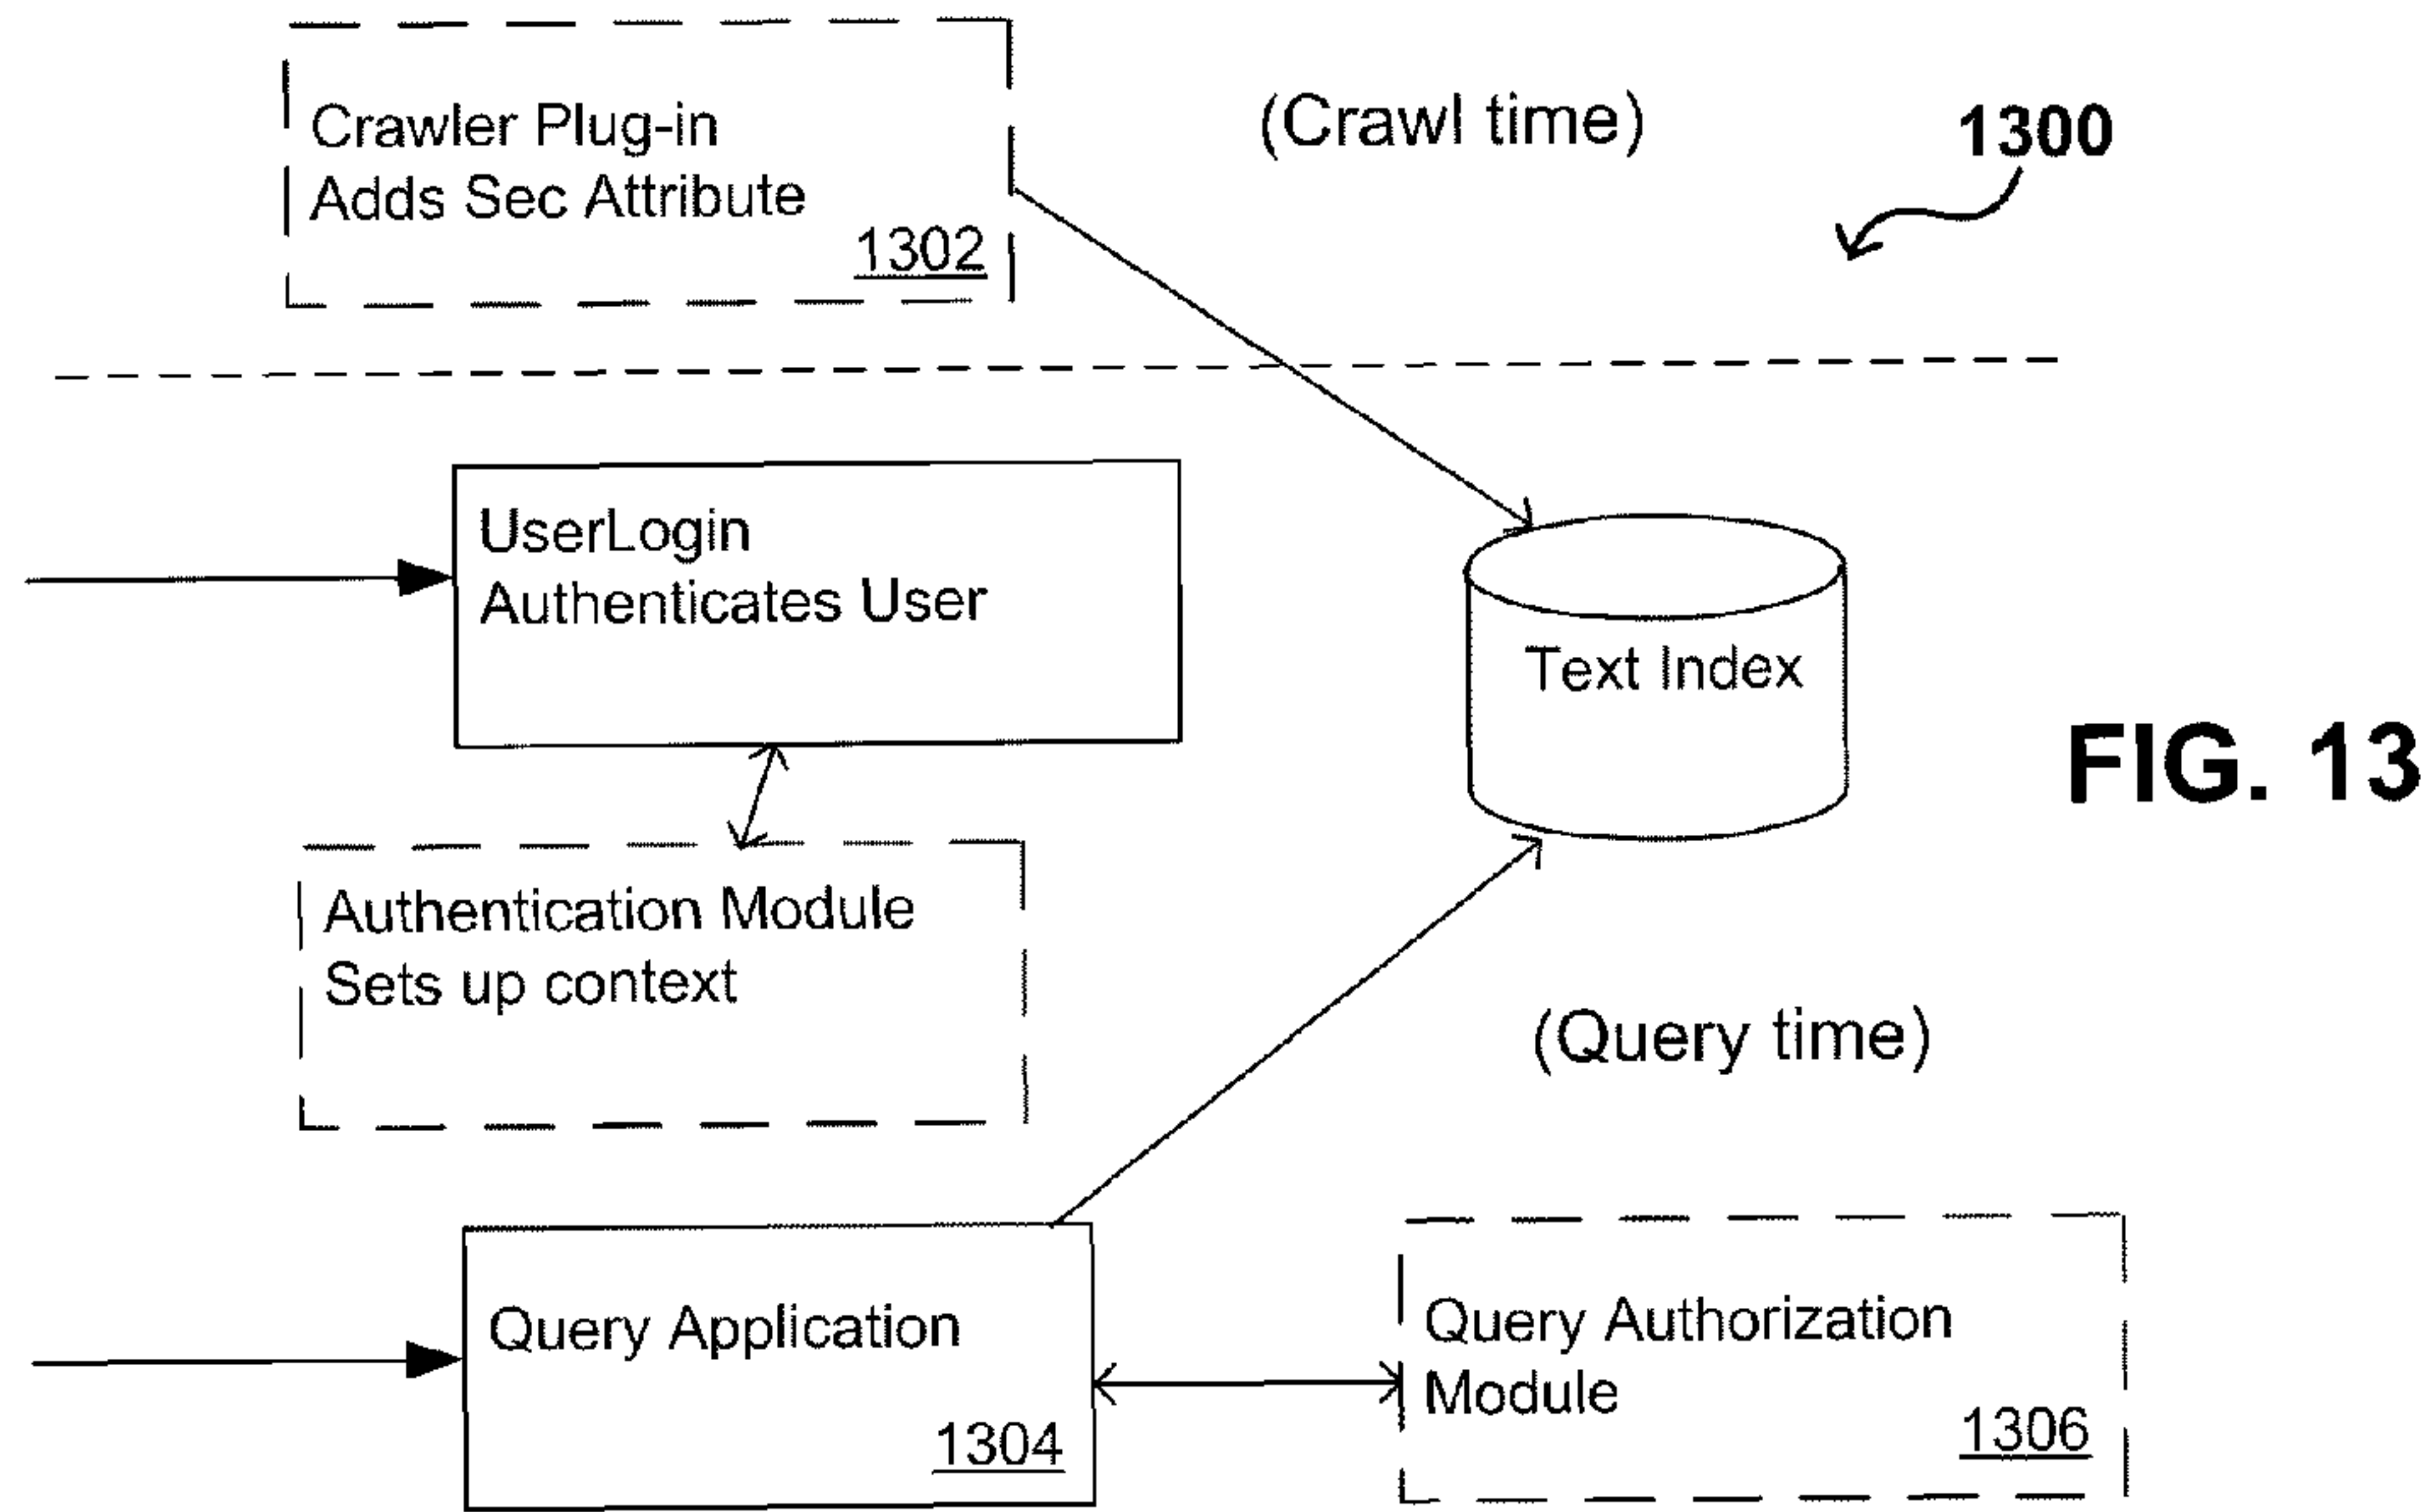 Crawler Plug-in
Adds Sec Attribute
1302
(Crawl time)
1300
UserLogin
Authenticates User
Text Index
FIG. 13
Authentication Module
Sets up context
(Query time)
Query Application
1304
Query Authorization
Module
1306